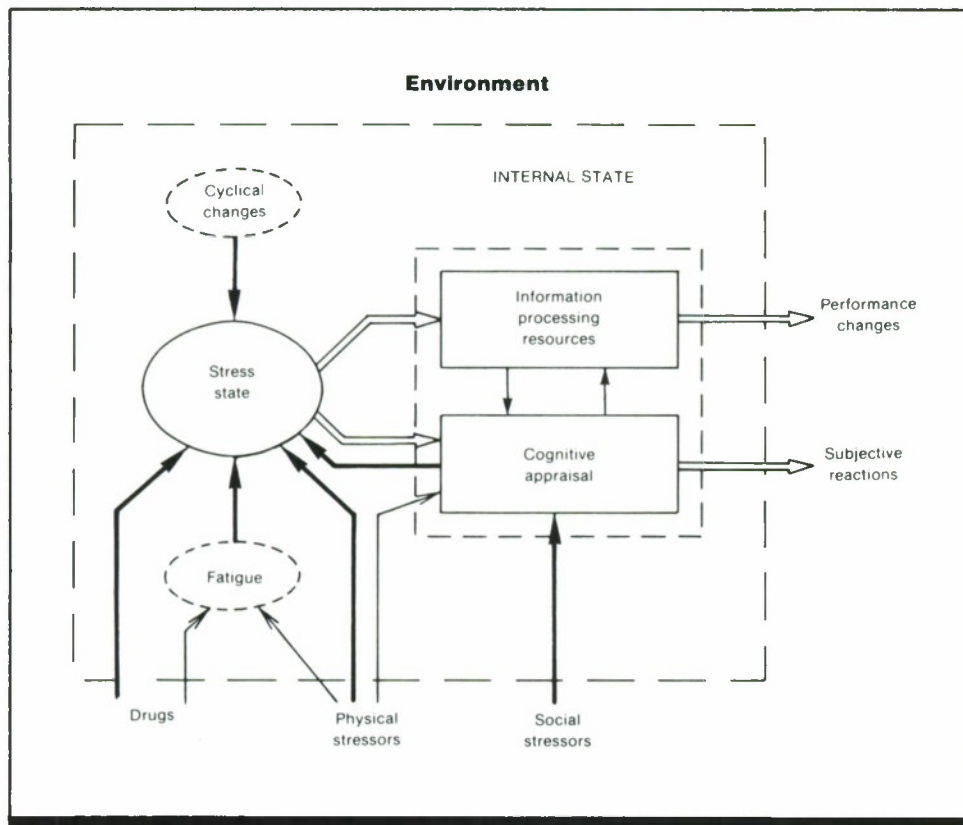 Environment
INTERNAL STATE
Cyclical
changes
Information
processing
resources
Performance
changes
Stress
state
Cognitive
appraisal
Subjective
reactions
Fatigue
Drugs
Physical
stressors
Social
stressors